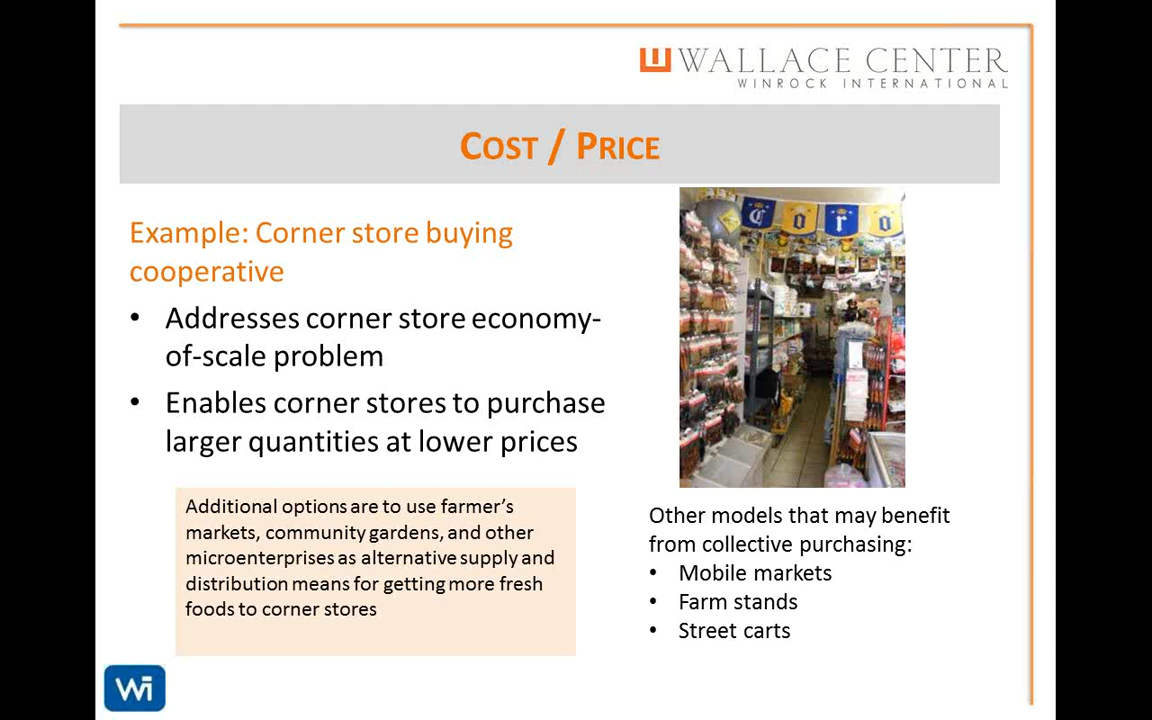 WALLACE CENTER
WINROCK INTERNATIONAL
COST / PRICE
Example: Corner store buying
cooperative
• Addresses corner store economy-
of-scale problem
• Enables corner stores to purchase
larger quantities at lower prices
Additional options are to use farmer's
markets, community gardens, and other
microenterprises as alternative supply and
distribution means for getting more fresh
foods to corner stores
C o r o
Other models that may benefit
from collective purchasing:
• Mobile markets
• Farm stands
• Street carts
Wi